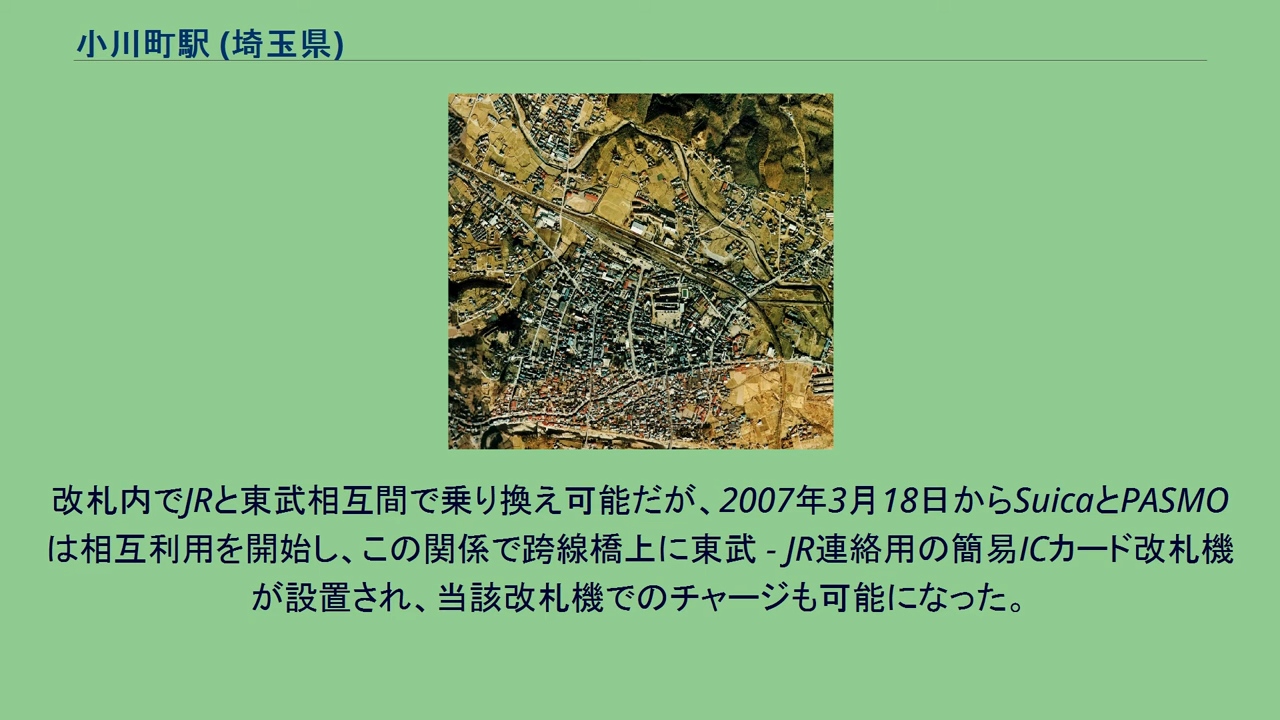 小川町駅 (埼玉県)
改札内でJRと東武相互間で乗り換え可能だが、2007年3月18日からSuicaとPASMO
は相互利用を開始し、この関係で跨線橋上に東武 - JR連絡用の簡易ICカード改札機
が設置され、当該改札機でのチャージも可能になった。